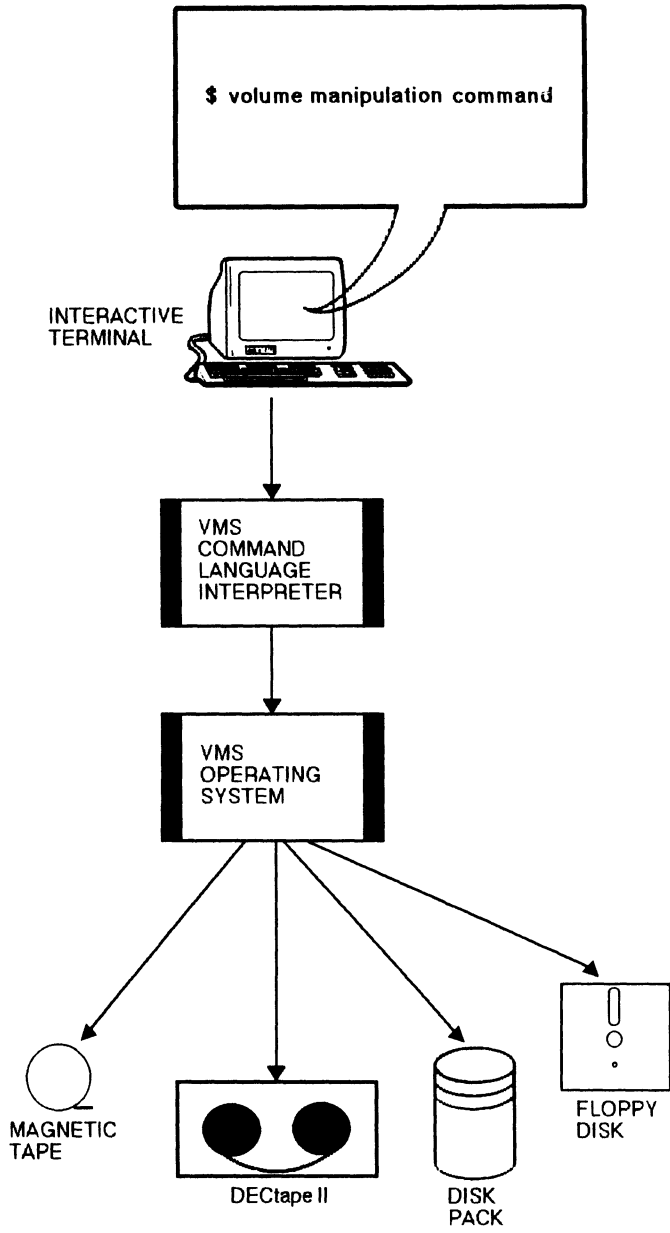 $ volume manipulation command
INTERACTIVE
TERMINAL
VMS
COMMAND
LANGUAGE
INTERPRETER
VMS
OPERATING
SYSTEM
MAGNETIC
TAPE
DECtape II
DISK
PACK
FLOPPY
DISK